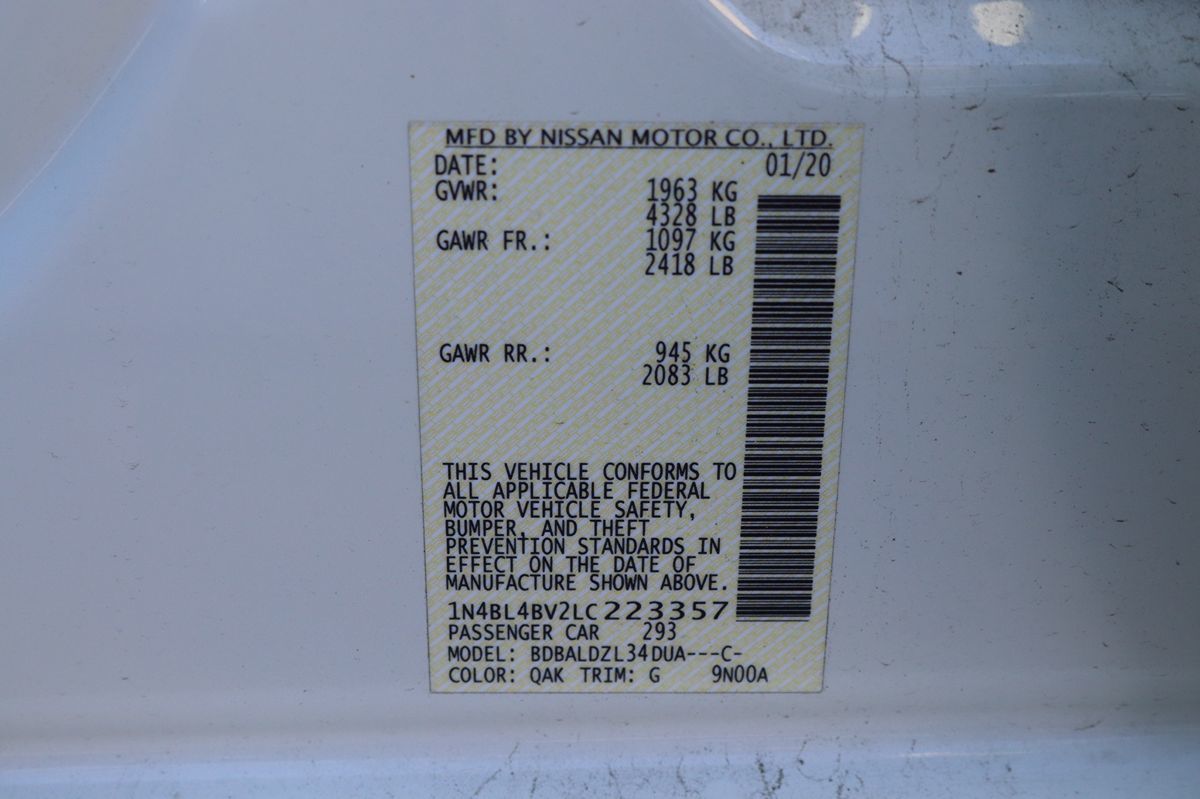 MFD BY NISSAN MOTOR CO., LTD.
DATE: 01/20
GVWR: 1963 KG
4328 LB
GAWR FR.: 1097 KG
2418 LB
GAWR RR.: 945 KG
2083 LB
THIS VEHICLE CONFORMS TO
ALL APPLICABLE FEDERAL
MOTOR VEHICLE SAFETY,
BUMPER, AND THEFT
PREVENTION STANDARDS IN
EFFECT ON THE DATE OF
MANUFACTURE SHOWN ABOVE.
1N4BL4BV2LC223357
PASSENGER CAR 293
MODEL: BDBALDZL34DUA---C-
COLOR: QAK TRIM: G 9N00A